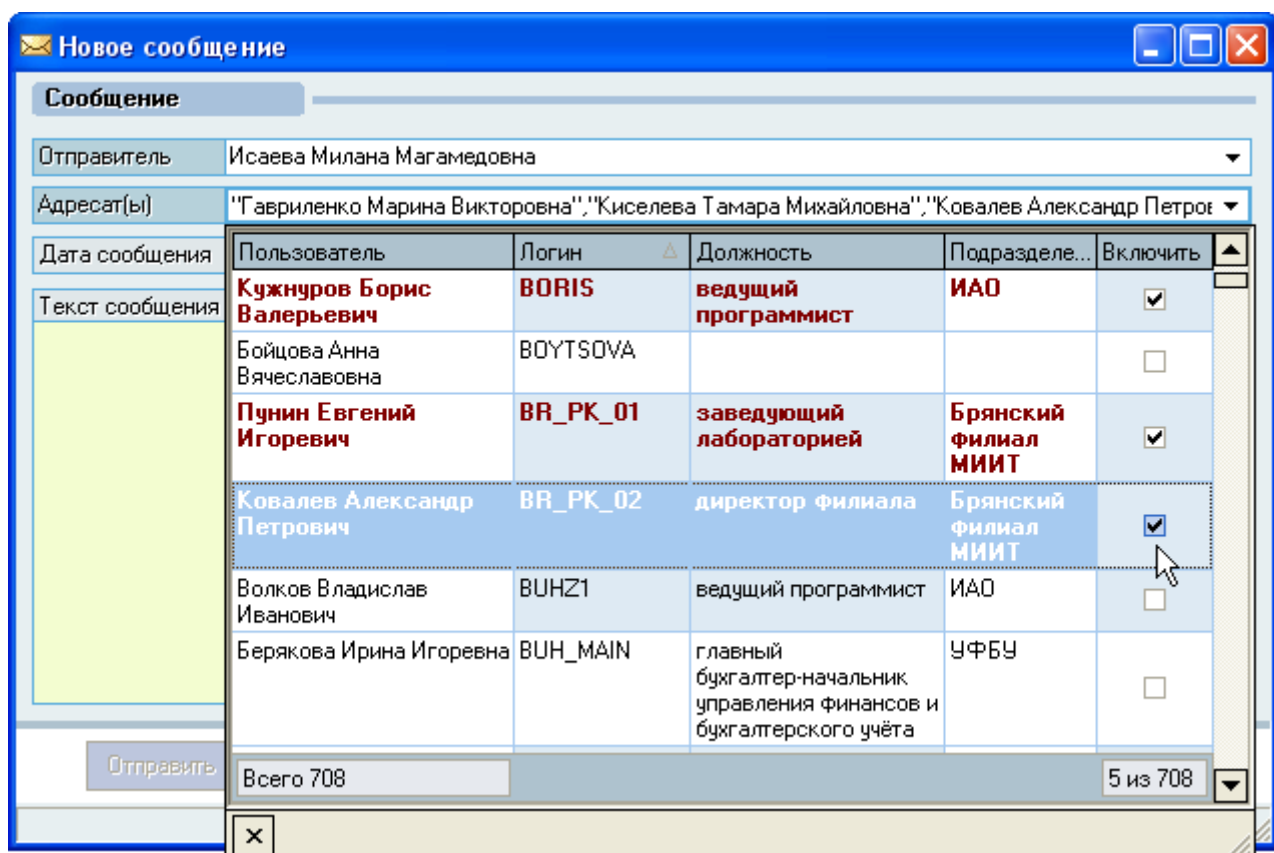 Новое сообщение
Сообщение
Отправитель Исаева Милана Магамедовна
Адресат(ы) "Гавриленко Марина Викторовна","Киселева Тамара Михайловна","Ковалев Александр Петров
Дата сообщения
Текст сообщения
Пользователь Логин Должность Подразделе... Включить
Кужнуров Борис BORIS ведущий ИАО
Валерьевич программист
Бойцова Анна BOYTSOVA
Вячеславовна
Пунин Евгений BR_PK_01 заведующий Брянский
Игоревич лабораторией филиал
МИИТ
Ковалев Александр BR_PK_02 директор филиала Брянский
Петрович филиал
МИИТ
Волков Владислав BUHZ1 ведущий программист ИАО
Иванович
Берякова Ирина Игоревна BUH_MAIN главный УФБУ
бухгалтер-начальник
управления финансов и
бухгалтерского учёта
Отправить
Всего 708 5 из 708